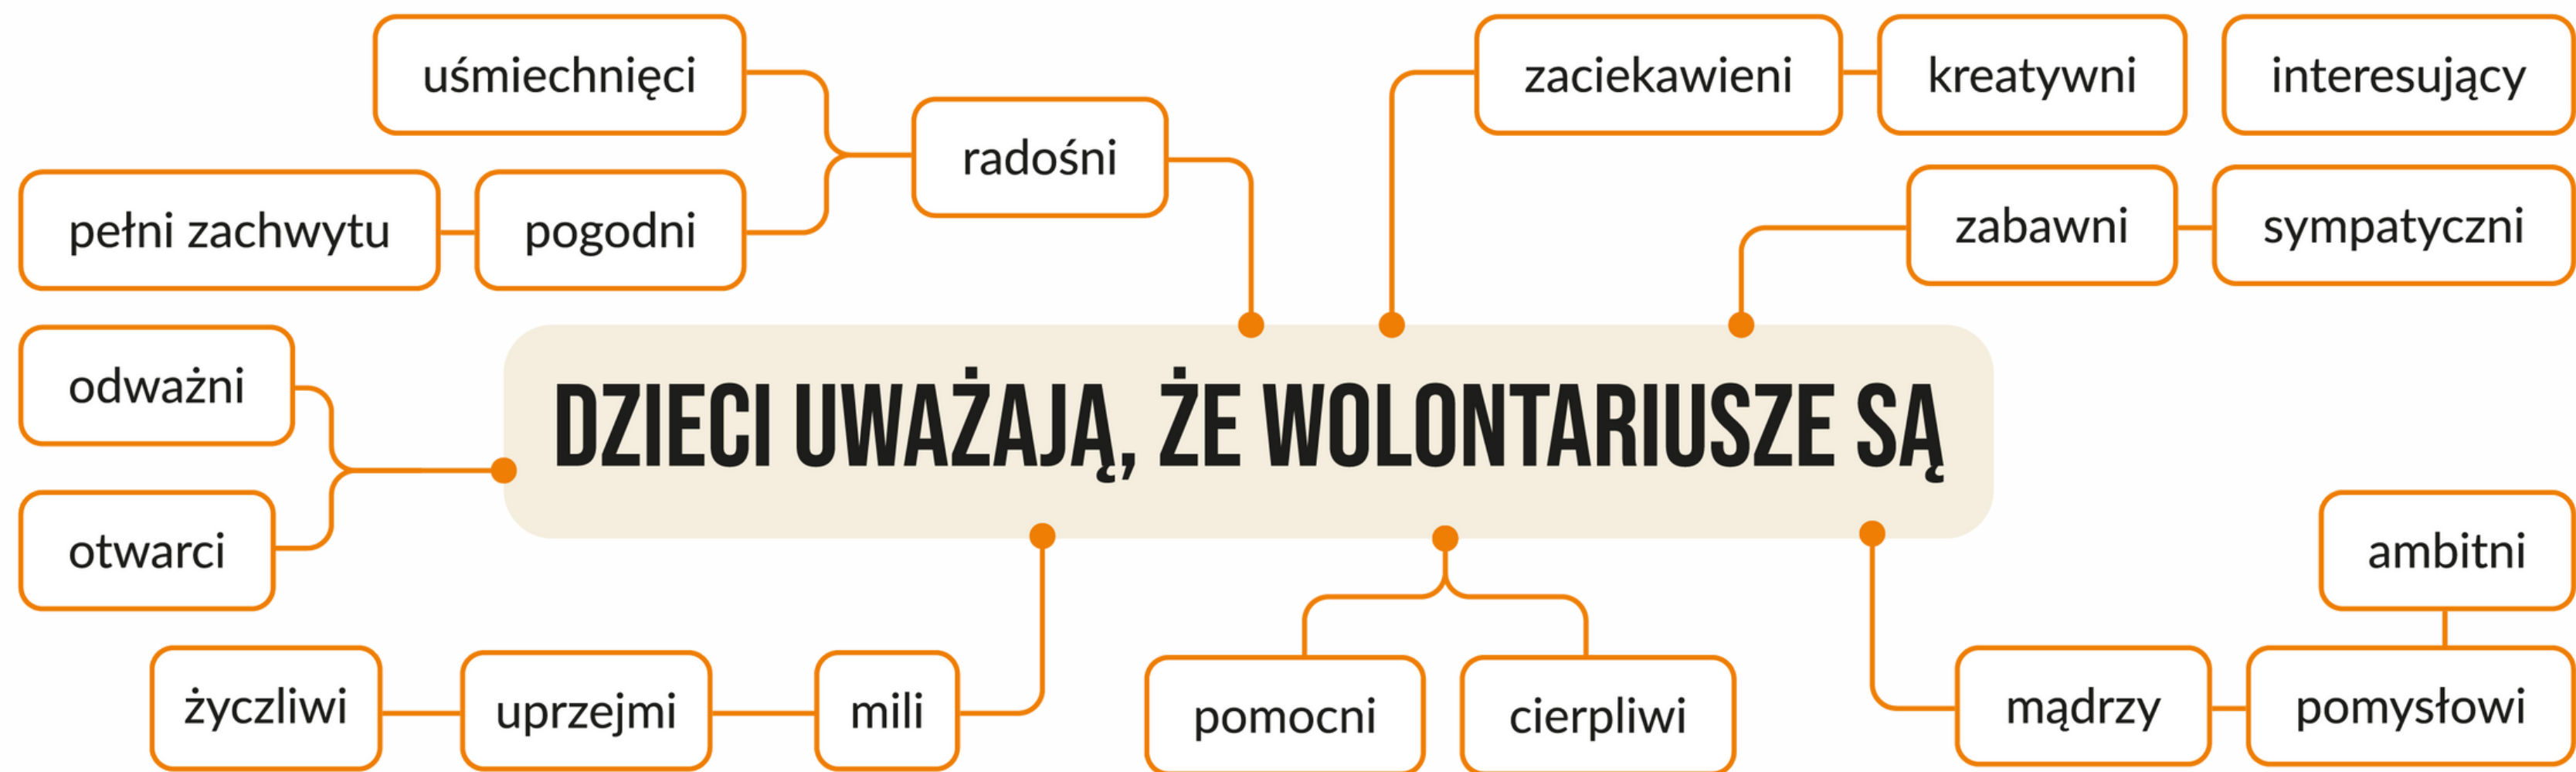 uśmiechnięci
radośni
pełni zachwytu
pogodni
zaciekawieni
kreatywni
interesujący
zabawni
sympatyczni
odważni
otwarci
DZIECI UWAŻAJĄ, ŻE WOLONTARIUSZE SĄ
życzliwi
uprzejmi
mili
pomocni
cierpliwi
ambitni
mądrzy
pomysłowi